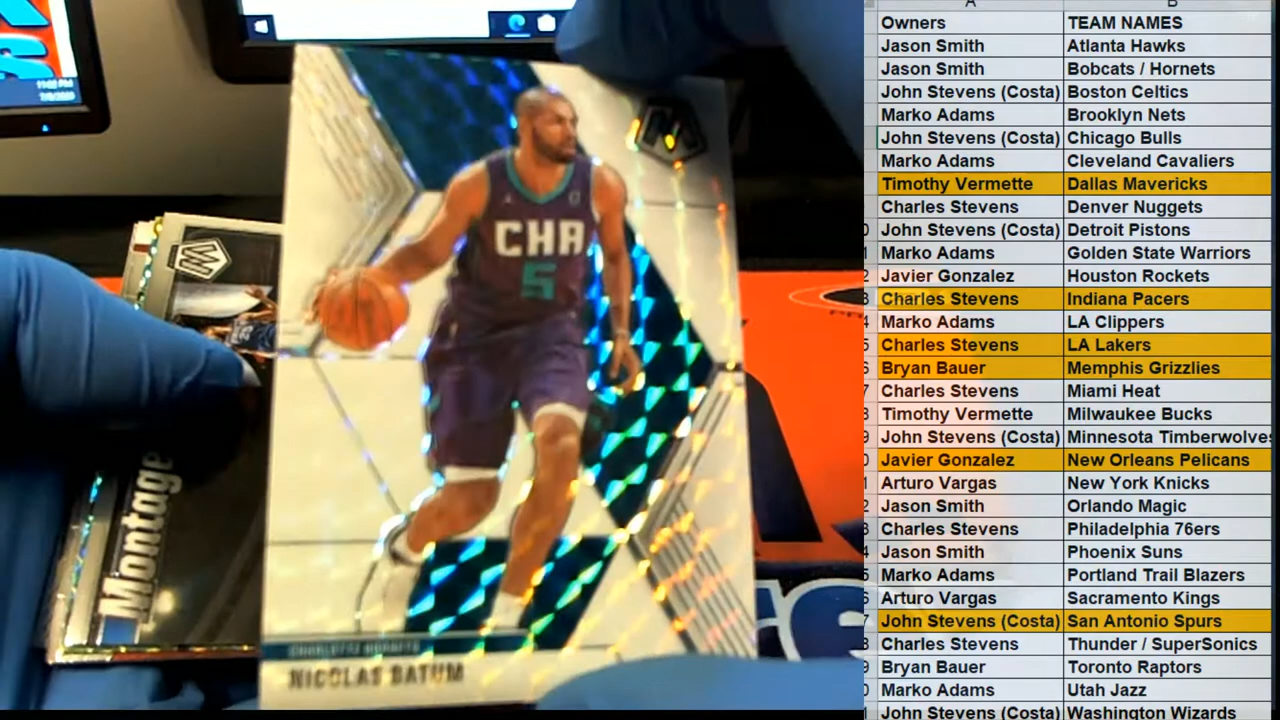 11:02 PM
M
CHA
5
CHARLOTTE HORNETS
NICOLAS BATUM
Montage
A B
Owners TEAM NAMES
Jason Smith Atlanta Hawks
Jason Smith Bobcats / Hornets
John Stevens (Costa) Boston Celtics
Marko Adams Brooklyn Nets
John Stevens (Costa) Chicago Bulls
Marko Adams Cleveland Cavaliers
Timothy Vermette Dallas Mavericks
Charles Stevens Denver Nuggets
John Stevens (Costa) Detroit Pistons
Marko Adams Golden State Warriors
Javier Gonzalez Houston Rockets
Charles Stevens Indiana Pacers
Marko Adams LA Clippers
Charles Stevens LA Lakers
Bryan Bauer Memphis Grizzlies
Charles Stevens Miami Heat
Timothy Vermette Milwaukee Bucks
John Stevens (Costa) Minnesota Timberwolves
Javier Gonzalez New Orleans Pelicans
Arturo Vargas New York Knicks
Jason Smith Orlando Magic
Charles Stevens Philadelphia 76ers
Jason Smith Phoenix Suns
Marko Adams Portland Trail Blazers
Arturo Vargas Sacramento Kings
John Stevens (Costa) San Antonio Spurs
Charles Stevens Thunder / SuperSonics
Bryan Bauer Toronto Raptors
Marko Adams Utah Jazz
John Stevens (Costa) Washington Wizards